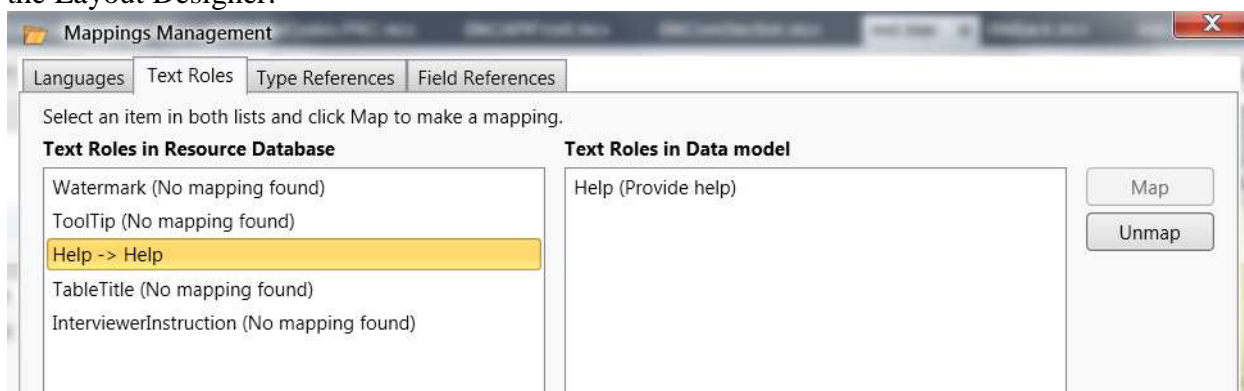 the Layout Designer.
Mappings Management
X
Languages Text Roles Type References Field References
Select an item in both lists and click Map to make a mapping.
Text Roles in Resource Database Text Roles in Data model
Watermark (No mapping found) Help (Provide help) Map
ToolTip (No mapping found) Unmap
Help -> Help
TableTitle (No mapping found)
InterviewerInstruction (No mapping found)